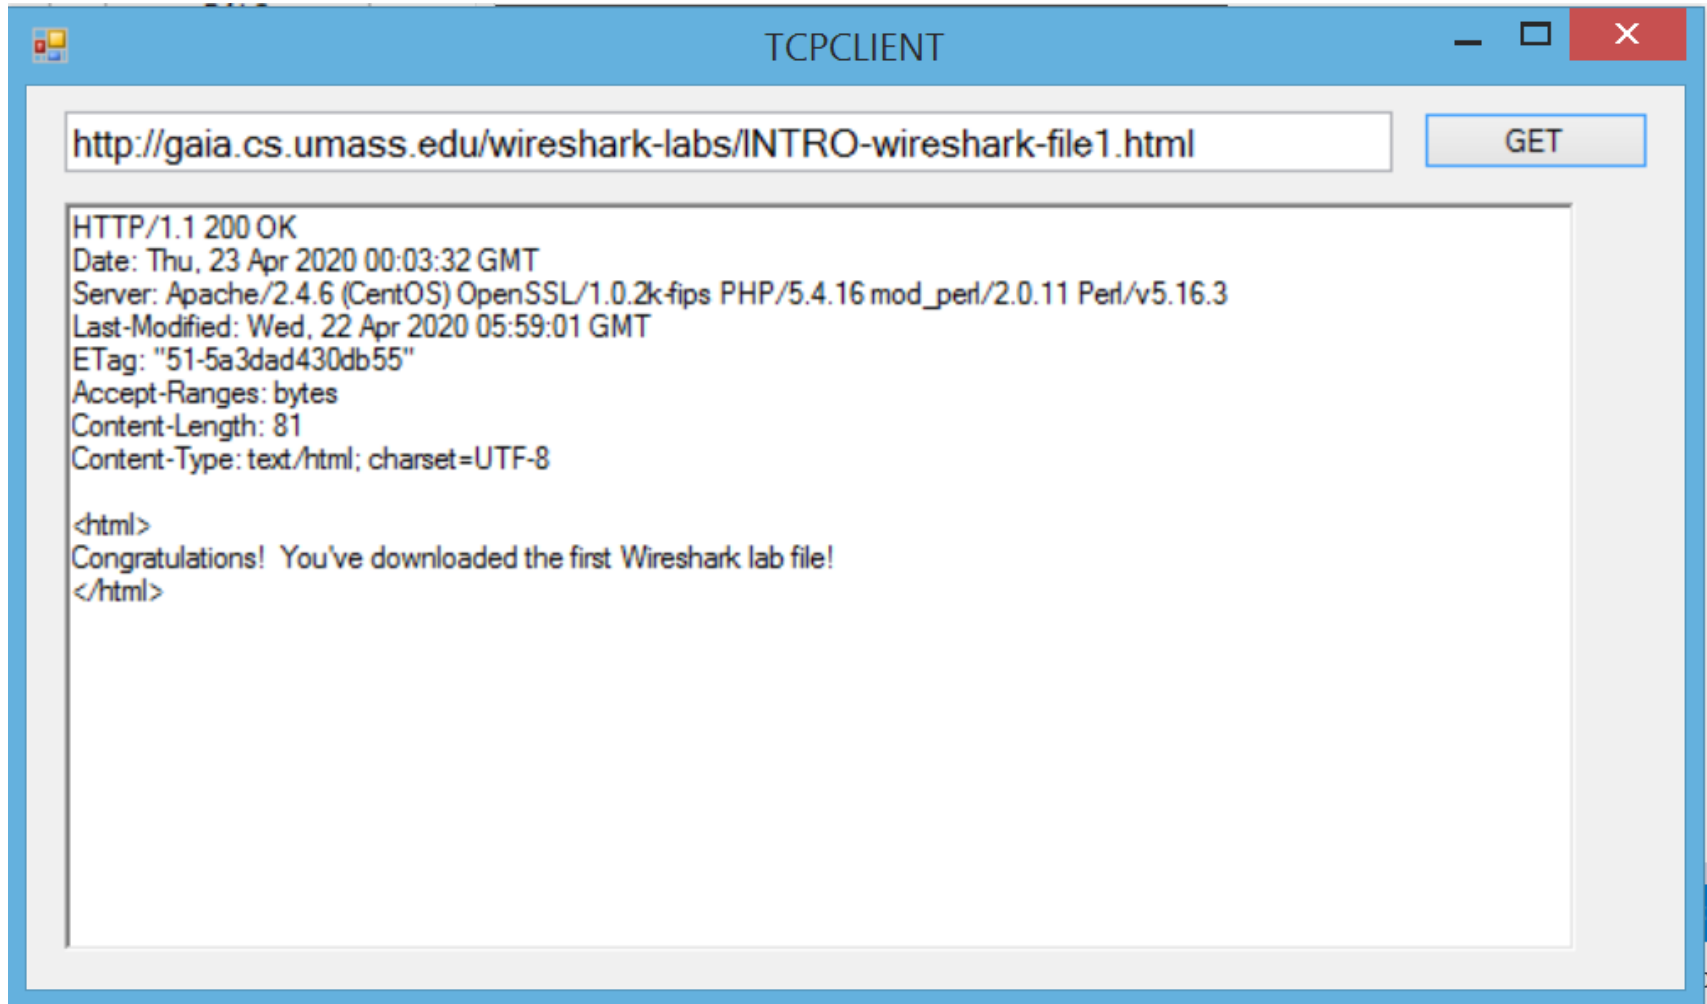 TCPCLIENT
http://gaia.cs.umass.edu/wireshark-labs/INTRO-wireshark-file1.html
GET
HTTP/1.1 200 OK
Date: Thu, 23 Apr 2020 00:03:32 GMT
Server: Apache/2.4.6 (CentOS) OpenSSL/1.0.2k-fips PHP/5.4.16 mod_perl/2.0.11 Perl/v5.16.3
Last-Modified: Wed, 22 Apr 2020 05:59:01 GMT
ETag: "51-5a3dad430db55"
Accept-Ranges: bytes
Content-Length: 81
Content-Type: text/html; charset=UTF-8

<html>
Congratulations!  You've downloaded the first Wireshark lab file!
</html>